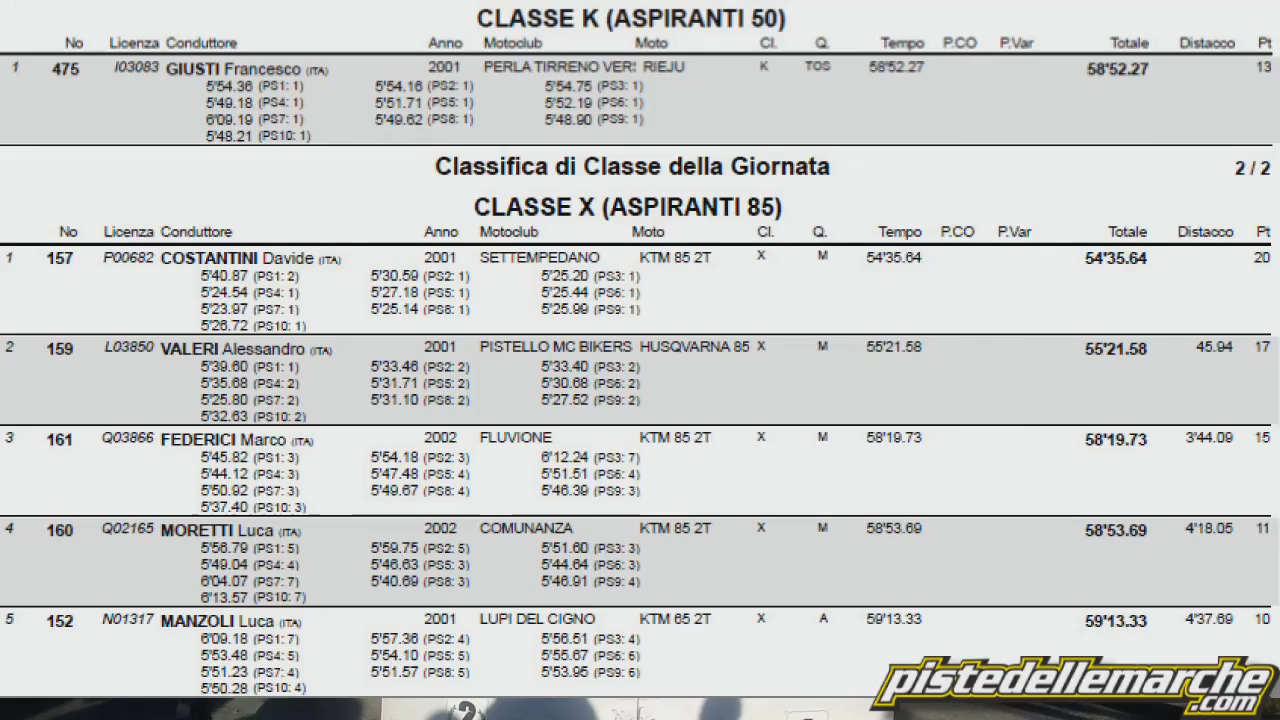 CLASSE K (ASPIRANTI 50)
No Licenza Conduttore Anno Motoclub Moto Cl. Q. Tempo P.CO P.Var Totale Distacco Pt
1 475 I03083 GIUSTI Francesco (ITA) 2001 PERLA TIRRENO VER: RIEJU K TOS 58'52.27 58'52.27 13
5'54.36 (PS1: 1) 5'54.16 (PS2: 1) 5'54.75 (PS3: 1)
5'49.18 (PS4: 1) 5'51.71 (PS5: 1) 5'52.19 (PS6: 1)
6'09.19 (PS7: 1) 5'49.62 (PS8: 1) 5'48.90 (PS9: 1)
5'48.21 (PS10: 1)
Classifica di Classe della Giornata 2 / 2
CLASSE X (ASPIRANTI 85)
No Licenza Conduttore Anno Motoclub Moto Cl. Q. Tempo P.CO P.Var Totale Distacco Pt
1 157 P00682 COSTANTINI Davide (ITA) 2001 SETTEMPEDANO KTM 85 2T X M 54'35.64 54'35.64 20
5'40.87 (PS1: 2) 5'30.59 (PS2: 1) 5'25.20 (PS3: 1)
5'24.54 (PS4: 1) 5'27.18 (PS5: 1) 5'25.44 (PS6: 1)
5'23.97 (PS7: 1) 5'25.14 (PS8: 1) 5'25.99 (PS9: 1)
5'26.72 (PS10: 1)
2 159 L03850 VALERI Alessandro (ITA) 2001 PISTELLO MC BIKERS HUSQVARNA 85 X M 55'21.58 55'21.58 45.94 17
5'39.60 (PS1: 1) 5'33.46 (PS2: 2) 5'33.40 (PS3: 2)
5'35.68 (PS4: 2) 5'31.71 (PS5: 2) 5'30.68 (PS6: 2)
5'25.80 (PS7: 2) 5'31.10 (PS8: 2) 5'27.52 (PS9: 2)
5'32.63 (PS10: 2)
3 161 Q03866 FEDERICI Marco (ITA) 2002 FLUVIONE KTM 85 2T X M 58'19.73 58'19.73 3'44.09 15
5'45.82 (PS1: 3) 5'54.18 (PS2: 3) 6'12.24 (PS3: 7)
5'44.12 (PS4: 3) 5'47.48 (PS5: 4) 5'51.51 (PS6: 4)
5'50.92 (PS7: 3) 5'49.67 (PS8: 4) 5'46.39 (PS9: 3)
5'37.40 (PS10: 3)
4 160 Q02165 MORETTI Luca (ITA) 2002 COMUNANZA KTM 85 2T X M 58'53.69 58'53.69 4'18.05 11
5'56.79 (PS1: 5) 5'59.75 (PS2: 5) 5'51.60 (PS3: 3)
5'49.04 (PS4: 4) 5'46.63 (PS5: 3) 5'44.64 (PS6: 3)
6'04.07 (PS7: 7) 5'40.69 (PS8: 3) 5'46.91 (PS9: 4)
6'13.57 (PS10: 7)
5 152 N01317 MANZOLI Luca (ITA) 2001 LUPI DEL CIGNO KTM 65 2T X A 59'13.33 59'13.33 4'37.69 10
6'09.18 (PS1: 7) 5'57.36 (PS2: 4) 5'56.51 (PS3: 4)
5'53.48 (PS4: 5) 5'54.10 (PS5: 5) 5'55.67 (PS6: 6)
5'51.23 (PS7: 4) 5'51.57 (PS8: 5) 5'53.95 (PS9: 6)
5'50.28 (PS10: 4)
pistedellemarche
.com